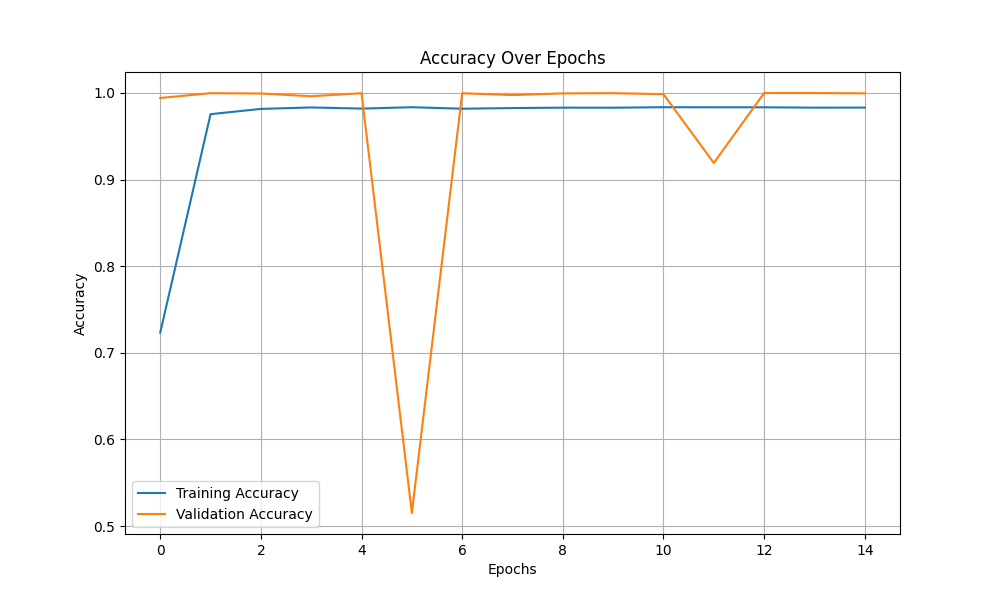 Accuracy Over Epochs
Accuracy
1.0
0.9
0.8
0.7
0.6
0.5
Training Accuracy
Validation Accuracy
0 2 4 6 8 10 12 14
Epochs